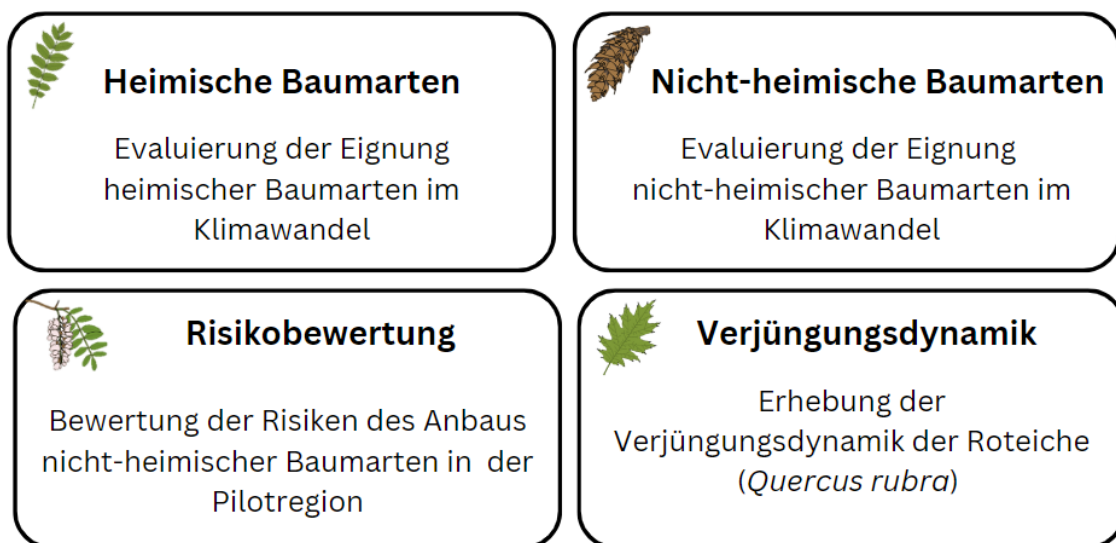 Heimische Baumarten
Evaluierung der Eignung
heimischer Baumarten im
Klimawandel
Nicht-heimische Baumarten
Evaluierung der Eignung
nicht-heimischer Baumarten im
Klimawandel
Risikobewertung
Bewertung der Risiken des Anbaus
nicht-heimischer Baumarten in der
Pilotregion
Verjüngungsdynamik
Erhebung der
Verjüngungsdynamik der Roteiche
(Quercus rubra)